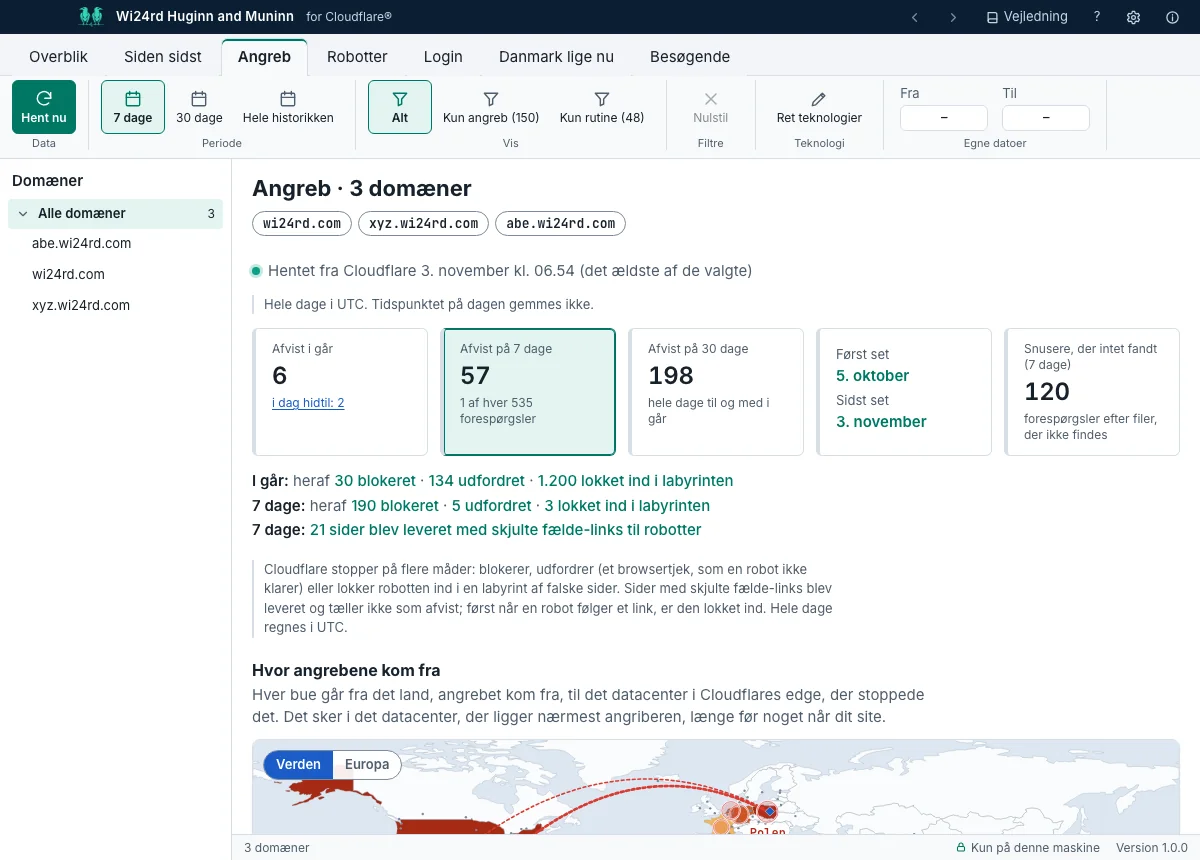 Wi24rd Huginn and Muninn for Cloudflare®
Vejledning ?
Overblik Siden sidst Angreb Robotter Login Danmark lige nu Besøgende
Hent nu
Data
7 dage 30 dage Hele historikken
Periode
Alt Kun angreb (150) Kun rutine (48)
Vis
Nulstil
Filtre
Ret teknologier
Teknologi
Fra Til
– –
Egne datoer
Domæner
Alle domæner 3
abe.wi24rd.com
wi24rd.com
xyz.wi24rd.com
Angreb · 3 domæner
wi24rd.com xyz.wi24rd.com abe.wi24rd.com
Hentet fra Cloudflare 3. november kl. 06.54 (det ældste af de valgte)
Hele dage i UTC. Tidspunktet på dagen gemmes ikke.
Afvist i går
6
i dag hidtil: 2
Afvist på 7 dage
57
1 af hver 535
forespørgsler
Afvist på 30 dage
198
hele dage til og med i
går
Først set
5. oktober
Sidst set
3. november
Snusere, der intet fandt
(7 dage)
120
forespørgsler efter filer,
der ikke findes
I går: heraf 30 blokeret · 134 udfordret · 1.200 lokket ind i labyrinten
7 dage: heraf 190 blokeret · 5 udfordret · 3 lokket ind i labyrinten
7 dage: 21 sider blev leveret med skjulte fælde-links til robotter
Cloudflare stopper på flere måder: blokerer, udfordrer (et browsertjek, som en robot ikke
klarer) eller lokker robotten ind i en labyrint af falske sider. Sider med skjulte fælde-links blev
leveret og tæller ikke som afvist; først når en robot følger et link, er den lokket ind. Hele dage
regnes i UTC.
Hvor angrebene kom fra
Hver bue går fra det land, angrebet kom fra, til det datacenter i Cloudflares edge, der stoppede
det. Det sker i det datacenter, der ligger nærmest angriberen, længe før noget når dit site.
Verden Europa
Polen
3 domæner
Kun på denne maskine Version 1.0.0